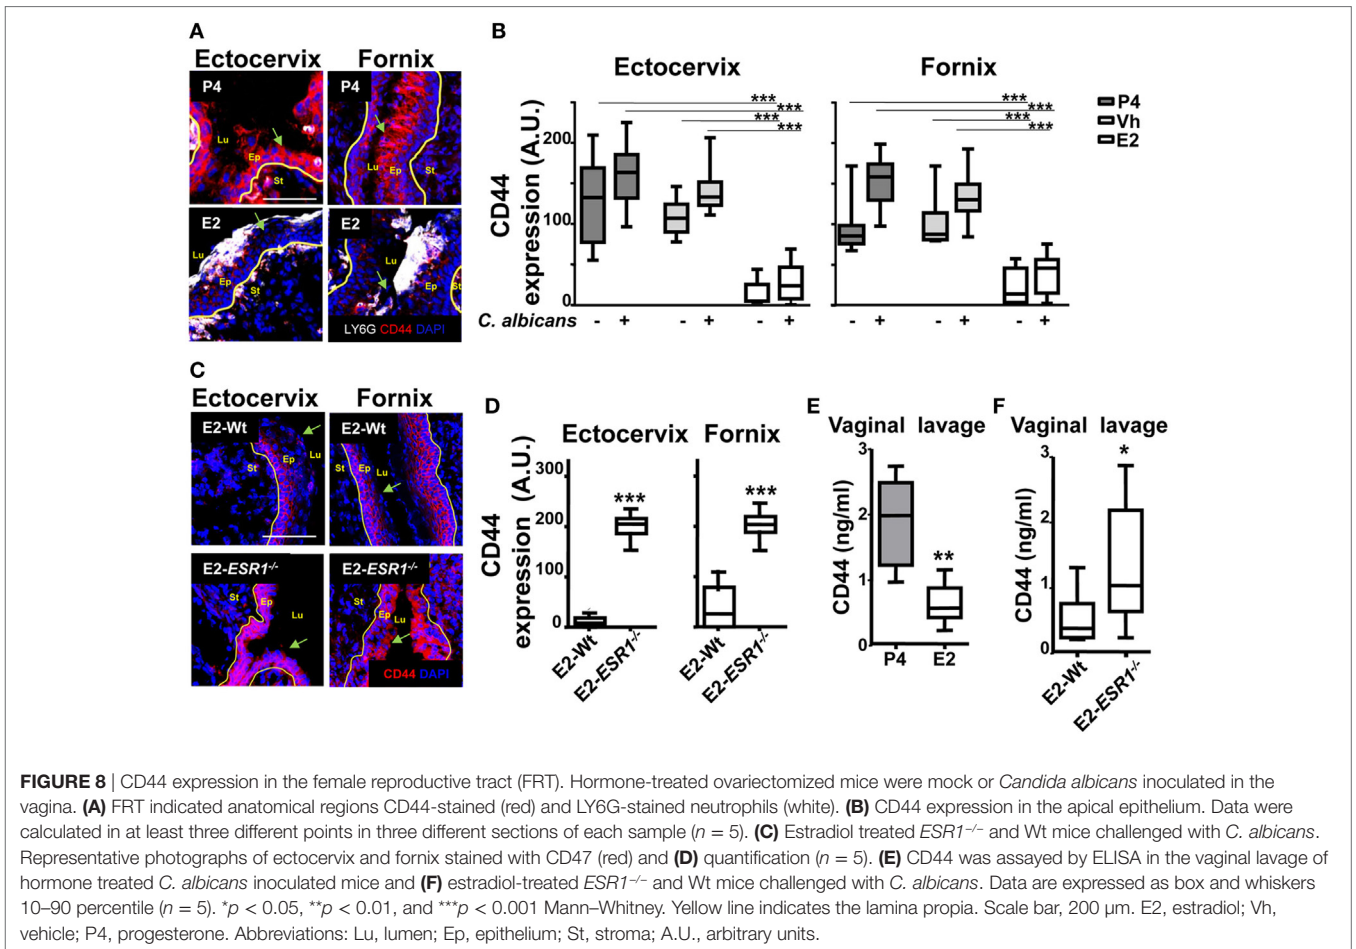 A
Ectocervix Fornix
P4
P4
Lu
Ep
St
Lu
Ep
St
E2
E2
Lu
Ep
St
Lu
Ep
St
LY6G CD44 DAPI
B
Ectocervix
Fornix
CD44
expression (A.U.)
200
100
0
***
***
***
***
***
***
***
***
P4
Vh
E2
C. albicans - + - + - + - + - + - +
C
Ectocervix Fornix
E2-Wt
E2-Wt
St
Ep
Lu
St
Ep
Lu
E2-ESR1-/-
E2-ESR1-/-
St
Ep
Lu
St
Ep
Lu
CD44 DAPI
D
Ectocervix Fornix
CD44
expression (A.U.)
300
200
100
0
***
***
E2-Wt
E2-ESR1-/-
E2-Wt
E2-ESR1-/-
E
Vaginal lavage
CD44 (ng/ml)
3
2
1
0
**
P4 E2
F
Vaginal lavage
CD44 (ng/ml)
3
2
1
0
*
E2-Wt
E2-ESR1-/-
FIGURE 8 | CD44 expression in the female reproductive tract (FRT). Hormone-treated ovariectomized mice were mock or Candida albicans inoculated in the
vagina. (A) FRT indicated anatomical regions CD44-stained (red) and LY6G-stained neutrophils (white). (B) CD44 expression in the apical epithelium. Data were
calculated in at least three different points in three different sections of each sample (n = 5). (C) Estradiol treated ESR1−/− and Wt mice challenged with C. albicans.
Representative photographs of ectocervix and fornix stained with CD47 (red) and (D) quantification (n = 5). (E) CD44 was assayed by ELISA in the vaginal lavage of
hormone treated C. albicans inoculated mice and (F) estradiol-treated ESR1−/− and Wt mice challenged with C. albicans. Data are expressed as box and whiskers
10–90 percentile (n = 5). *p < 0.05, **p < 0.01, and ***p < 0.001 Mann–Whitney. Yellow line indicates the lamina propia. Scale bar, 200 µm. E2, estradiol; Vh,
vehicle; P4, progesterone. Abbreviations: Lu, lumen; Ep, epithelium; St, stroma; A.U., arbitrary units.